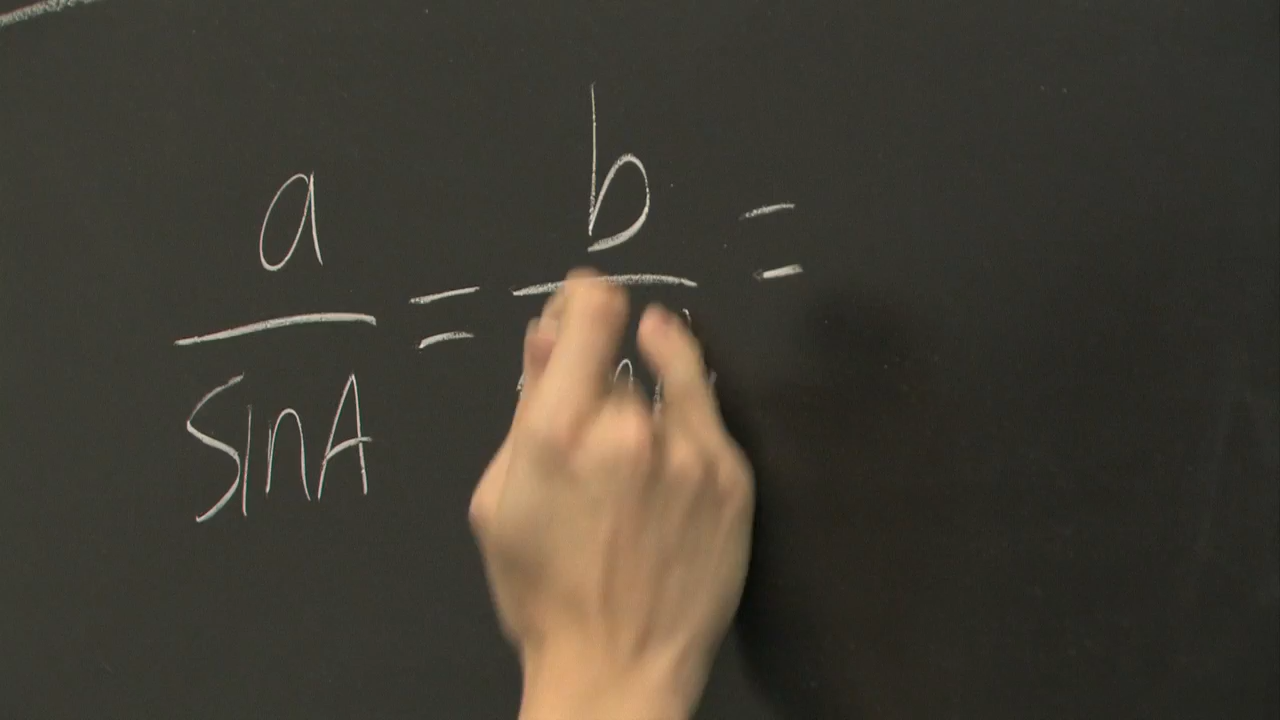 a/sinA = b/ =